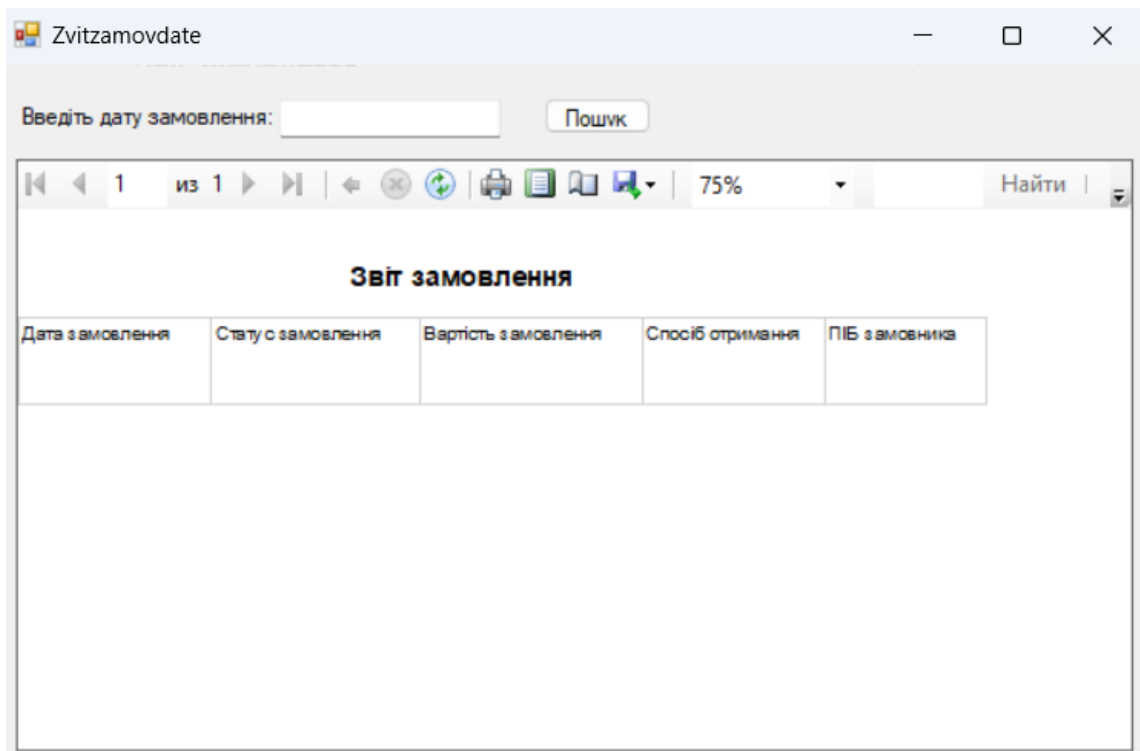 Zvitzamovdate
Введіть дату замовлення:
Пошук
1 из 1 75% Найти
Звіт замовлення
Дата замовлення Статус замовлення Вартість замовлення Спосіб отримання ПІБ замовника